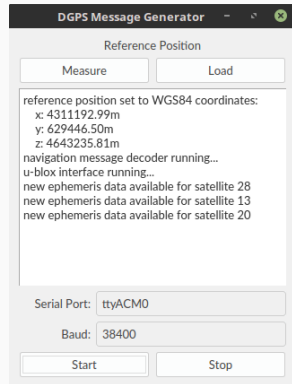 DGPS Message Generator
Reference Position
Measure Load
reference position set to WGS84 coordinates:
x: 4311192.99m
y: 629446.50m
z: 4643235.81m
navigation message decoder running...
u-blox interface running...
new ephemeris data available for satellite 28
new ephemeris data available for satellite 13
new ephemeris data available for satellite 20
Serial Port: ttyACM0
Baud: 38400
Start Stop